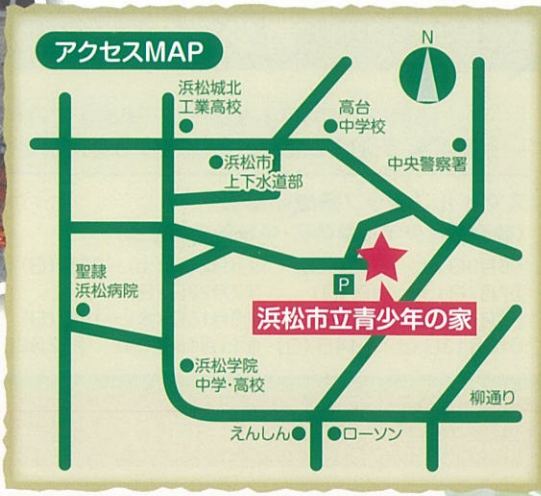 アクセスMAP
N
浜松城北
工業高校
高台
中学校
浜松市
上下水道部
中央警察署
聖隷
浜松病院
P
浜松市立青少年の家
浜松学院
中学・高校
柳通り
えんしん
ローソン